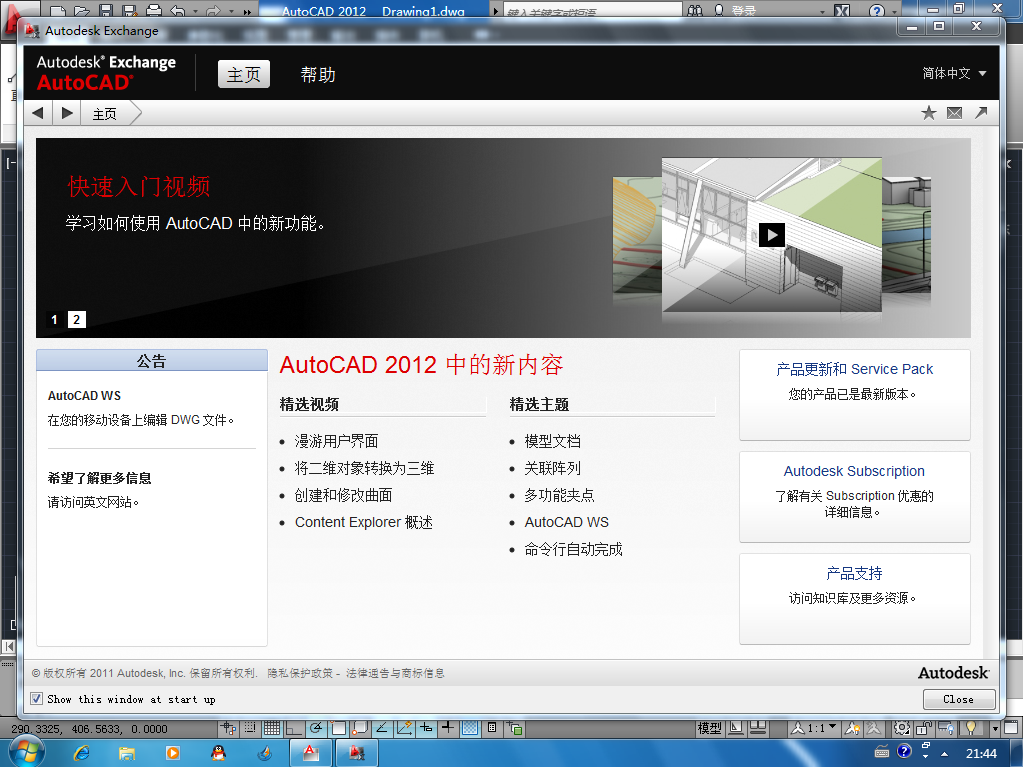 AutoCAD 2012 Drawing1.dwg
键入关键字或短语
登录
Autodesk Exchange
Autodesk® Exchange
AutoCAD®
主页
帮助
简体中文
主页
快速入门视频
学习如何使用 AutoCAD 中的新功能。
1 2
公告
AutoCAD WS
在您的移动设备上编辑 DWG 文件。
希望了解更多信息
请访问英文网站。
AutoCAD 2012 中的新内容
精选视频
漫游用户界面
将二维对象转换为三维
创建和修改曲面
Content Explorer 概述
精选主题
模型文档
关联阵列
多功能夹点
AutoCAD WS
命令行自动完成
产品更新和 Service Pack
您的产品已是最新版本。
Autodesk Subscription
了解有关 Subscription 优惠的
详细信息。
产品支持
访问知识库及更多资源。
© 版权所有 2011 Autodesk, Inc. 保留所有权利. 隐私保护政策 - 法律通告与商标信息
Autodesk
Show this window at start up
Close
290.3325, 406.5633, 0.0000
模型
1:1
21:44